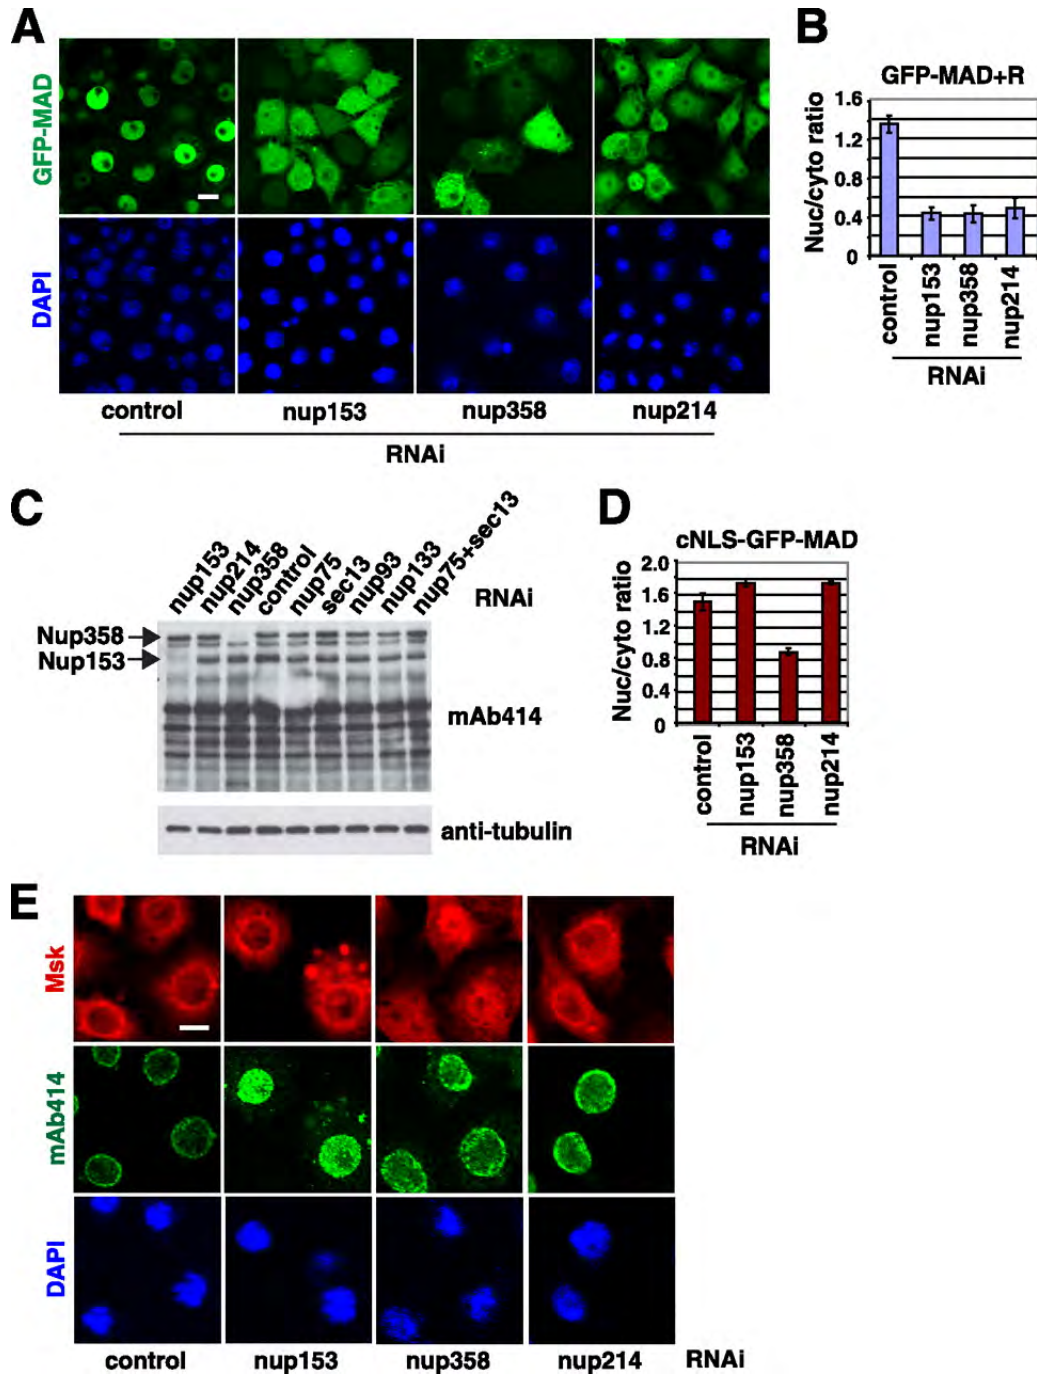 A
GFP-MAD
DAPI
control nup153 nup358 nup214
RNAi
B
GFP-MAD+R
Nuc/cyto ratio
1.6
1.2
0.8
0.4
0
control nup153 nup358 nup214
RNAi
C
nup153 nup214 nup358 control nup75 sec13 nup93 nup133 nup75+sec13
RNAi
Nup358
Nup153
mAb414
anti-tubulin
D
cNLS-GFP-MAD
Nuc/cyto ratio
2.0
1.6
1.2
0.8
0.4
0
control nup153 nup358 nup214
RNAi
E
Msk
mAb414
DAPI
control nup153 nup358 nup214 RNAi